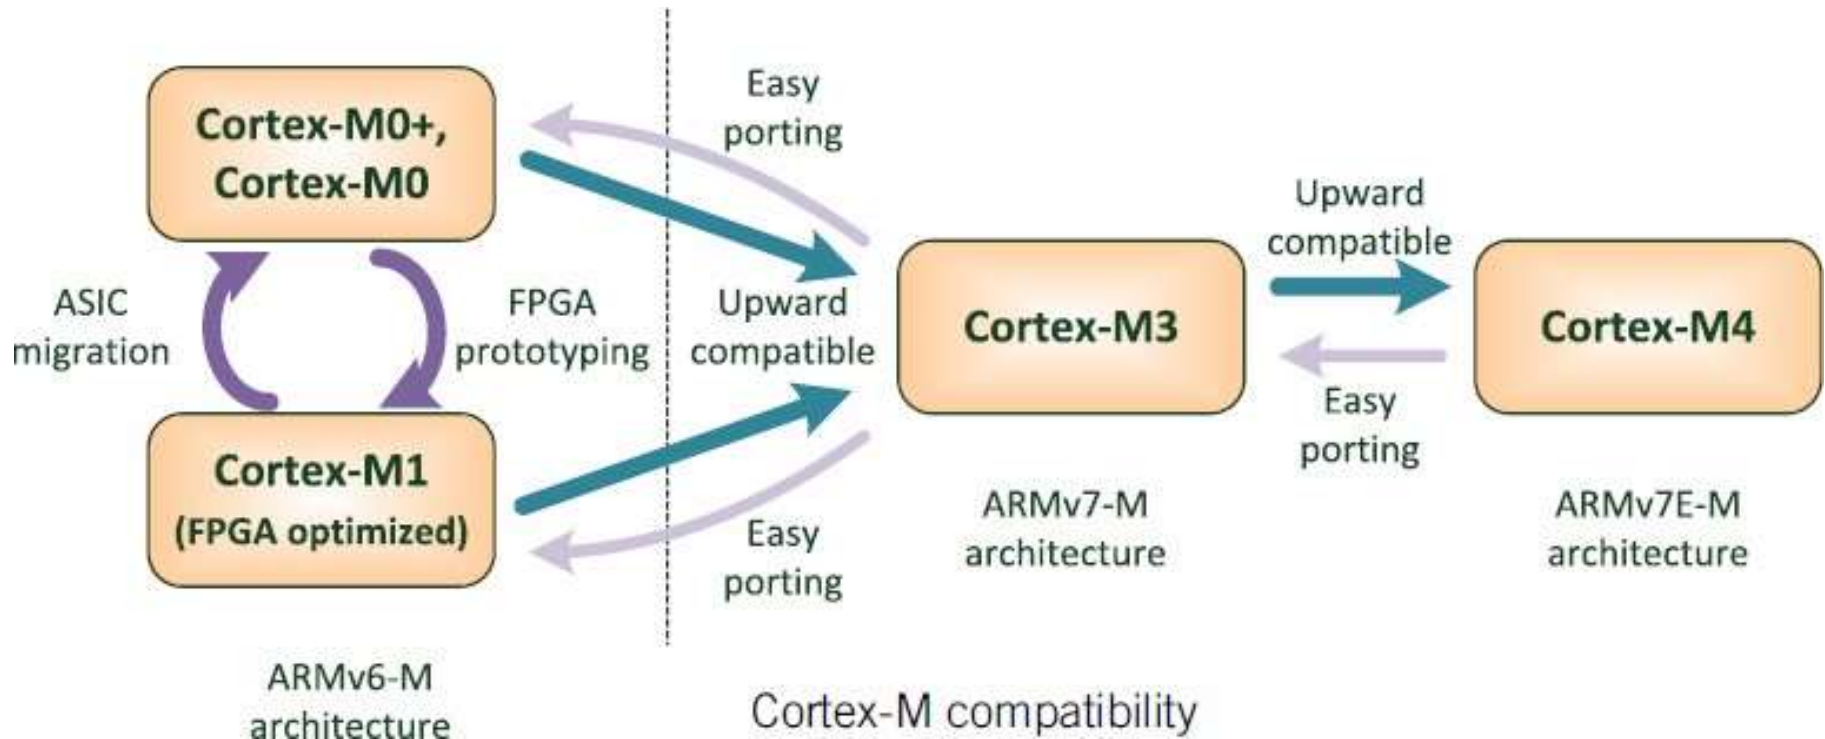 Cortex-M0+,
Cortex-M0
Easy
porting
Upward
compatible
ASIC
migration
FPGA
prototyping
Upward
compatible
Cortex-M3
Cortex-M4
Easy
porting
Cortex-M1
(FPGA optimized)
Easy
porting
ARMv7-M
architecture
ARMv7E-M
architecture
ARMv6-M
architecture
Cortex-M compatibility